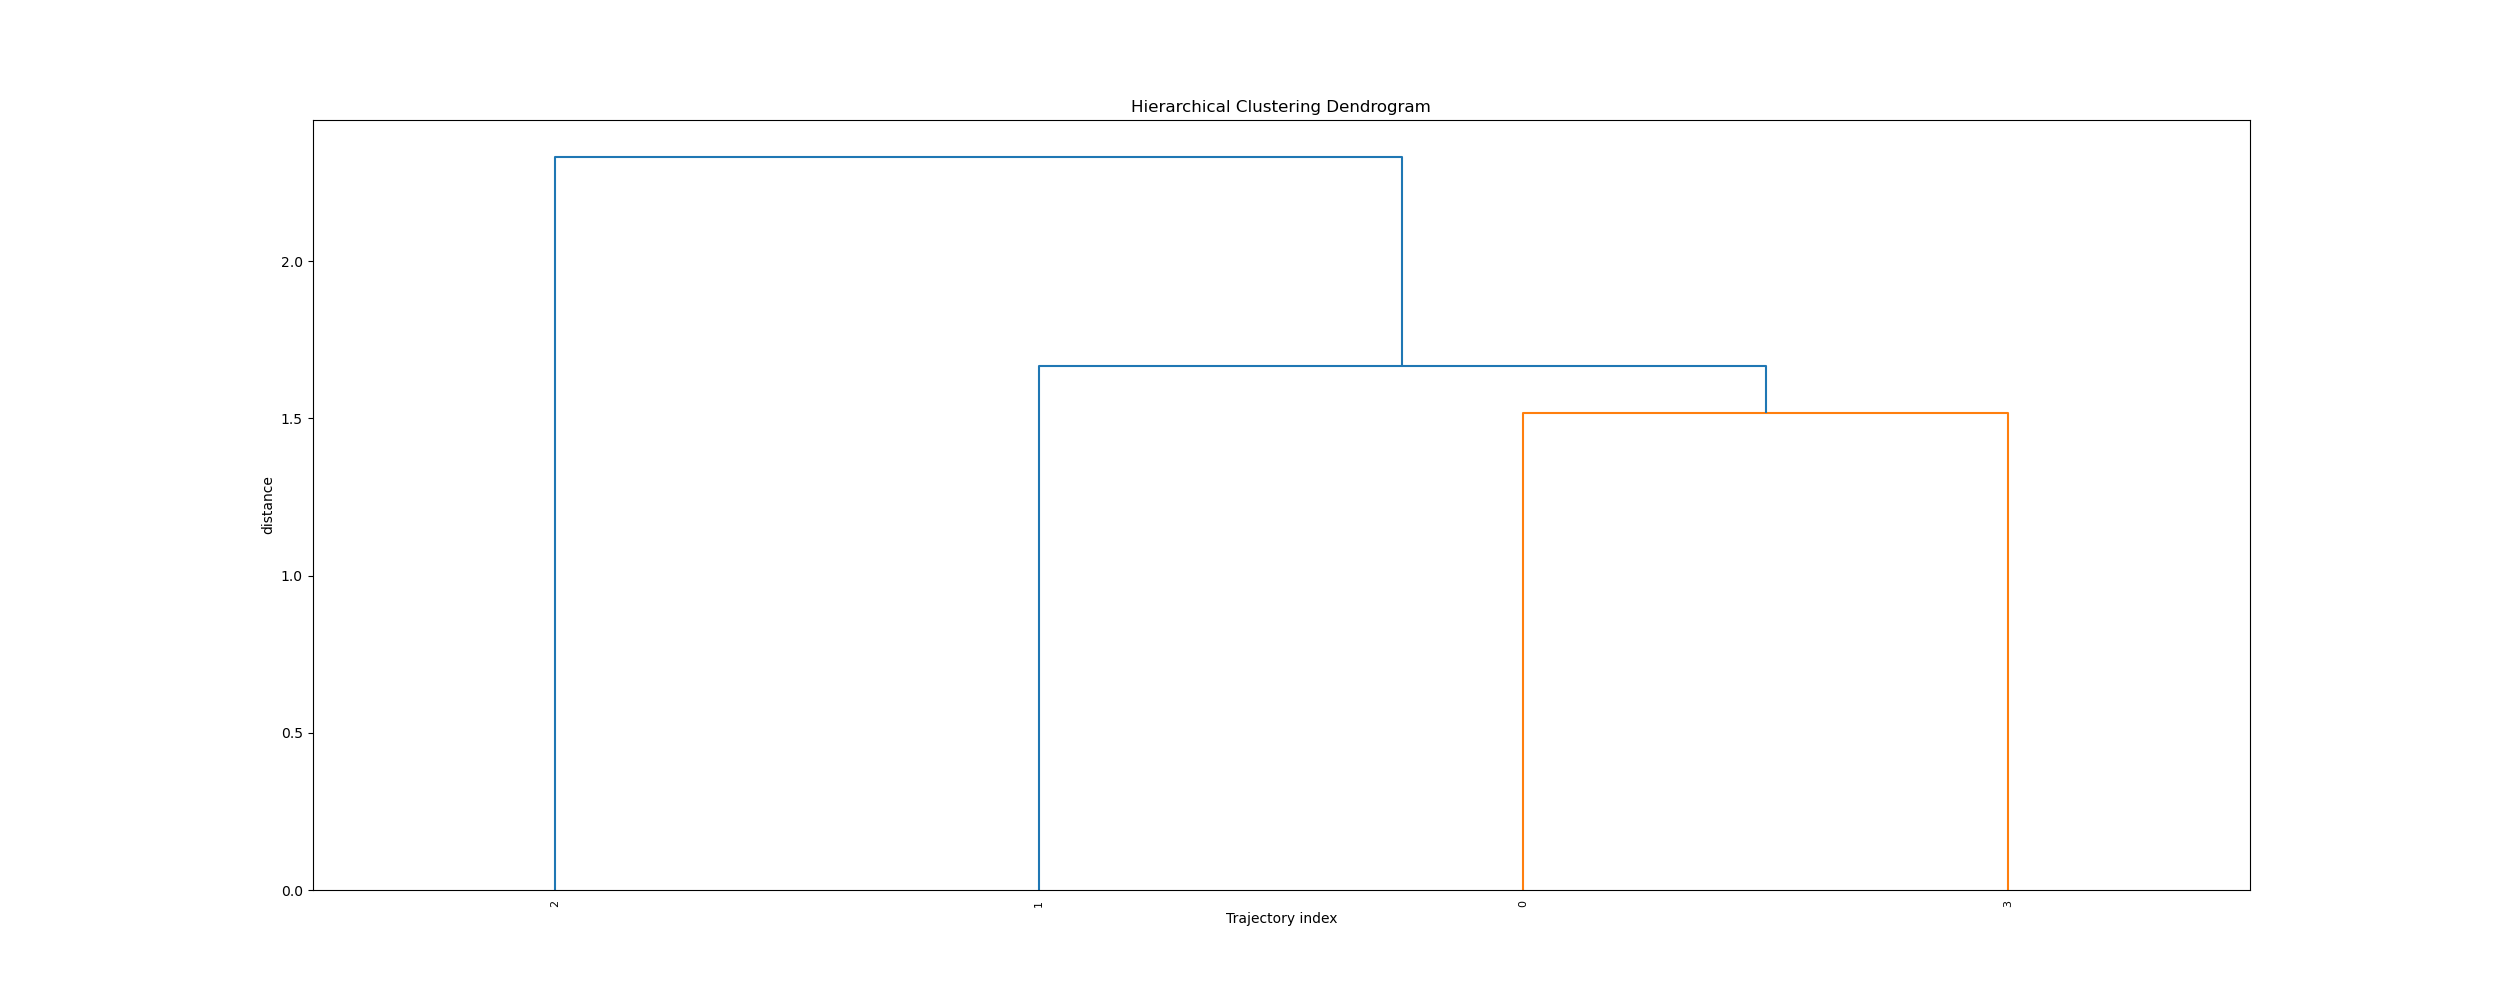 Hierarchical Clustering Dendrogram
2.0
1.5
1.0
0.5
0.0
distance
2 1 0 3
Trajectory index